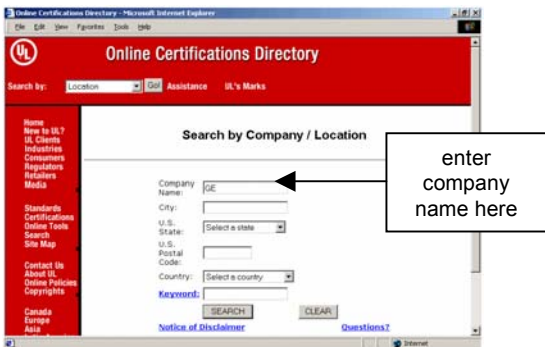 Online Certifications Directory - Microsoft Internet Explorer
File Edit View Favorites Tools Help
UL
Online Certifications Directory
Search by: Location Go! Assistance UL's Marks
Home
New to UL?
UL Clients
Industries
Consumers
Regulators
Retailers
Media
Standards
Certifications
Online Tools
Search
Site Map
Contact Us
About UL
Online Policies
Copyrights
Canada
Europe
Asia
Search by Company / Location
Company
Name: GE
City:
U.S.
State: Select a state
U.S.
Postal
Code:
Country: Select a country
Keyword:
SEARCH CLEAR
Notice of Disclaimer Questions?
Internet
enter
company
name here